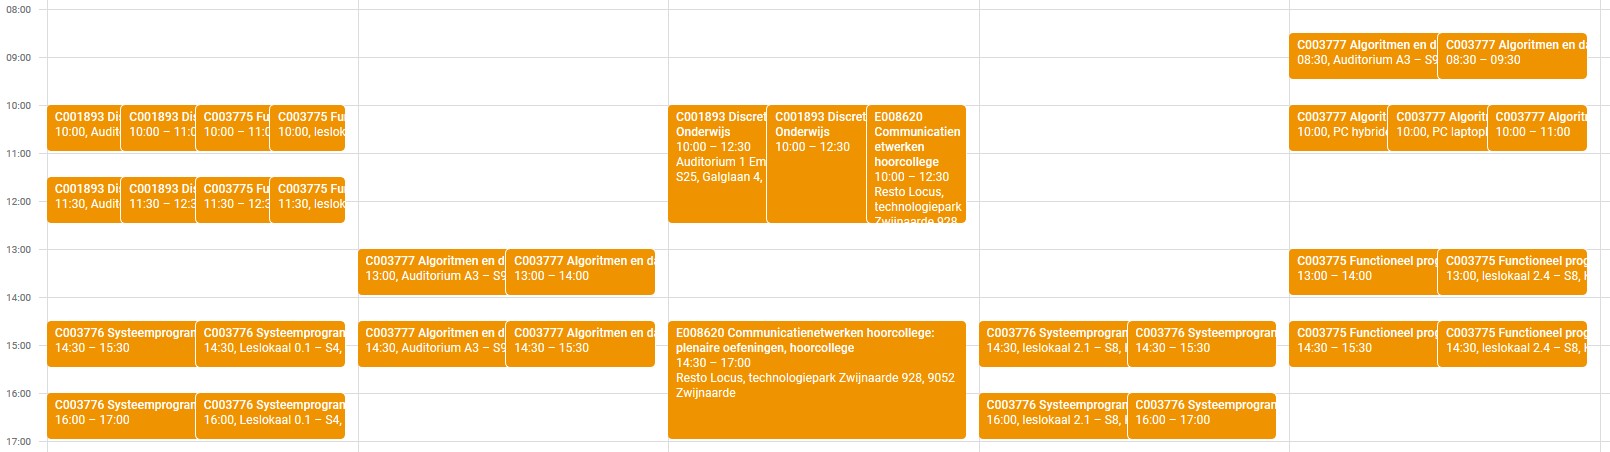 08:00
09:00
10:00
11:00
12:00
13:00
14:00
15:00
16:00
17:00
C001893 Dis
10:00, Audit
C001893 Dis
10:00 – 11:0
C003775 Fu
10:00 – 11:0
C003775 Fu
10:00, leslok
C001893 Dis
11:30, Audit
C001893 Dis
11:30 – 12:3
C003775 Fu
11:30 – 12:3
C003775 Fu
11:30, leslok
C003776 Systeemprogran
14:30 – 15:30
C003776 Systeemprogran
14:30, Leslokaal 0.1 – S4,
C003776 Systeemprogran
16:00 – 17:00
C003776 Systeemprogran
16:00, Leslokaal 0.1 – S4,
C003777 Algoritmen en d
13:00, Auditorium A3 – S9
C003777 Algoritmen en da
13:00 – 14:00
C003777 Algoritmen en d
14:30, Auditorium A3 – S9
C003777 Algoritmen en da
14:30 – 15:30
C001893 Discret
Onderwijs
10:00 – 12:30
Auditorium 1 Em
S25, Galglaan 4,
C001893 Discret
Onderwijs
10:00 – 12:30
E008620
Communicatien
etwerken
hoorcollege
10:00 – 12:30
Resto Locus,
technologiepark
Zwijnaarde 928
E008620 Communicatienetwerken hoorcollege:
plenaire oefeningen, hoorcollege
14:30 – 17:00
Resto Locus, technologiepark Zwijnaarde 928, 9052
Zwijnaarde
C003776 Systeemprogran
14:30, leslokaal 2.1 – S8,
C003776 Systeemprogran
14:30 – 15:30
C003776 Systeemprogran
16:00, leslokaal 2.1 – S8,
C003776 Systeemprogran
16:00 – 17:00
C003777 Algoritmen en d
08:30, Auditorium A3 – S9
C003777 Algoritmen en da
08:30 – 09:30
C003777 Algorit
10:00, PC hybride
C003777 Algorit
10:00, PC laptopl
C003777 Algoritn
10:00 – 11:00
C003775 Functioneel prog
13:00 – 14:00
C003775 Functioneel prog
13:00, leslokaal 2.4 – S8,
C003775 Functioneel prog
14:30 – 15:30
C003775 Functioneel prog
14:30, leslokaal 2.4 – S8,